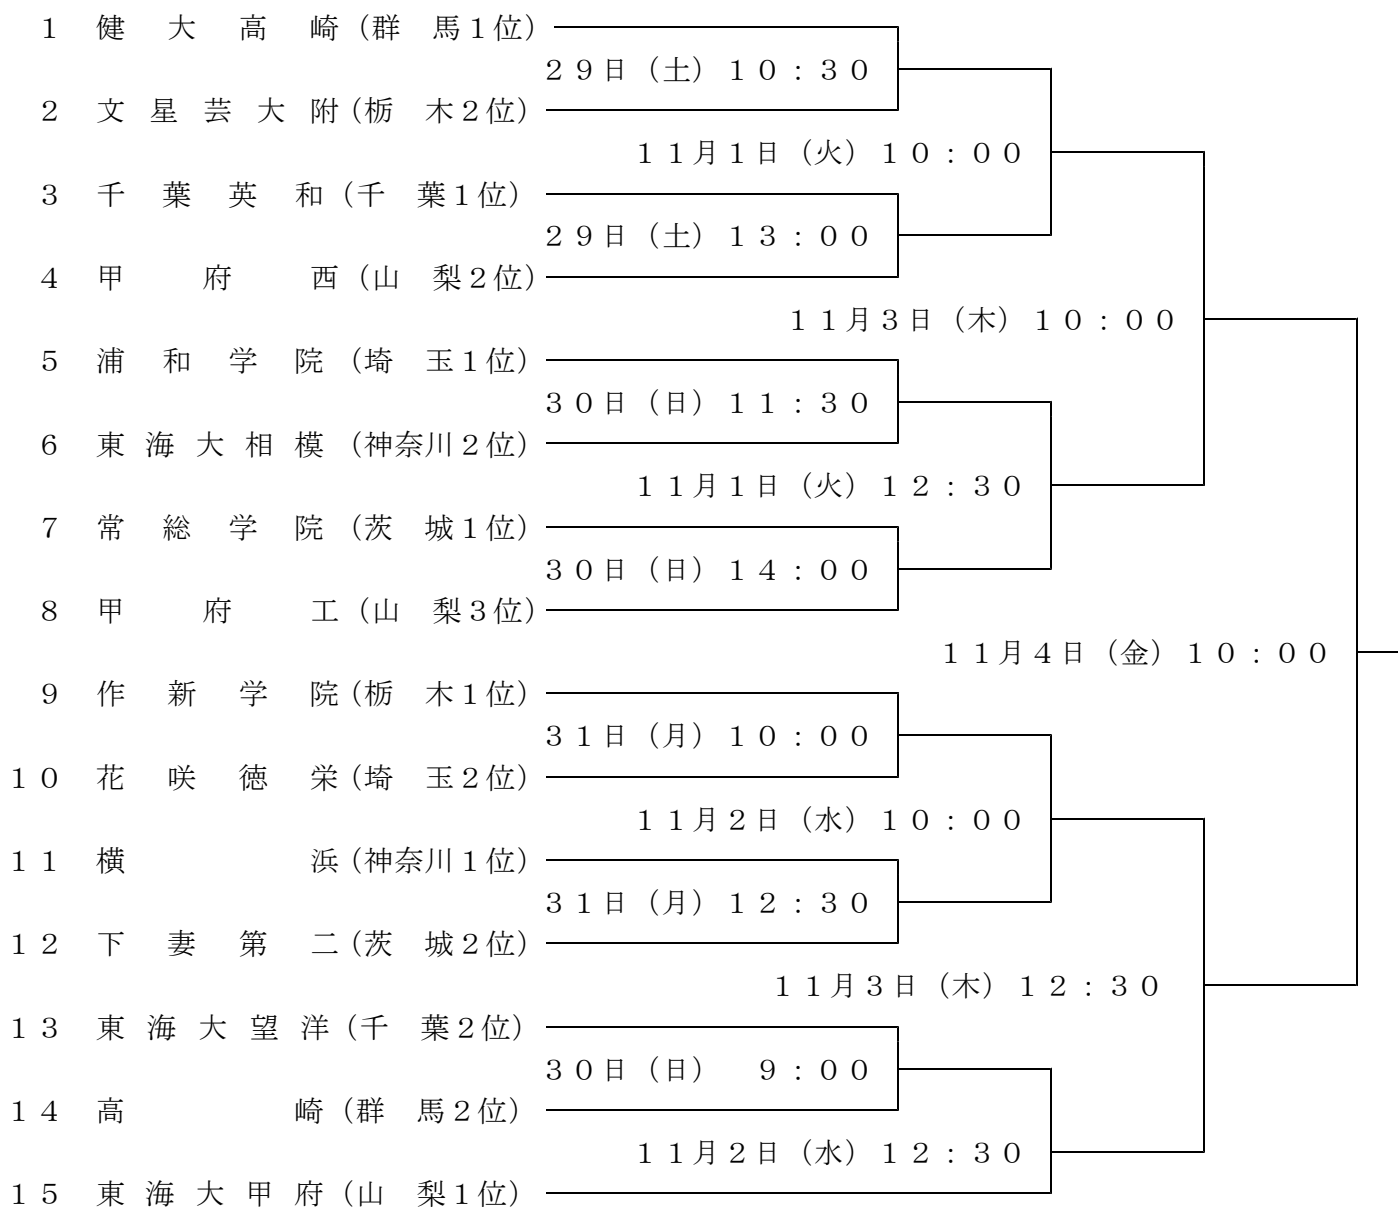 1 健大高崎（群馬1位）
29日（土）10:30
2 文星芸大附（栃木2位）
11月1日（火）10:00
3 千葉英和（千葉1位）
29日（土）13:00
4 甲府西（山梨2位）
11月3日（木）10:00
5 浦和学院（埼玉1位）
30日（日）11:30
6 東海大相模（神奈川2位）
11月1日（火）12:30
7 常総学院（茨城1位）
30日（日）14:00
8 甲府工（山梨3位）
11月4日（金）10:00
9 作新学院（栃木1位）
31日（月）10:00
10 花咲徳栄（埼玉2位）
11月2日（水）10:00
11 横浜（神奈川1位）
31日（月）12:30
12 下妻第二（茨城2位）
11月3日（木）12:30
13 東海大望洋（千葉2位）
30日（日）9:00
14 高崎（群馬2位）
11月2日（水）12:30
15 東海大甲府（山梨1位）